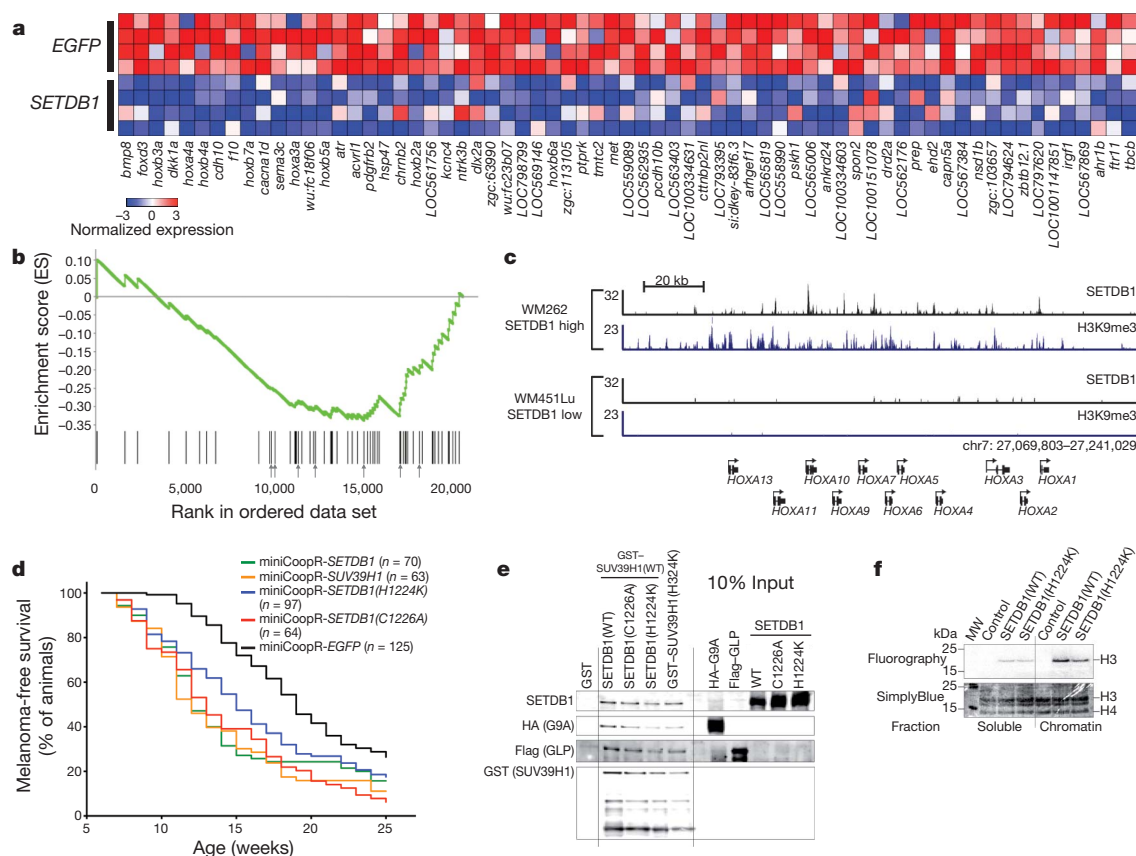 a
EGFP
SETDB1
bmp8
foxd3
hoxb3a
dkk1a
hoxa4a
hoxb4a
cdh10
f10
hoxb7a
cacna1d
sema3c
hoxa3a
wu:fc18f06
hoxb5a
atr
acvrl1
pdgfrb2
hsp47
chrnb2
hoxb2a
LOC561756
kcnc4
ntrk3b
dlx2a
zgc:63990
wu:fc23b07
LOC798799
LOC569146
hoxb6a
zgc:113105
ptprk
tmtc2
met
LOC559089
LOC562935
pcdh10b
LOC563403
LOC100334631
cttnbp2nl
LOC793395
si:dkey-83f6.3
arhgef17
LOC565819
LOC558990
pskh1
LOC565006
ankrd24
LOC100334603
spon2
LOC100151078
drd2a
LOC562176
prep
ehd2
capn5a
LOC567384
nsd1b
zgc:103657
LOC794624
zbtb12.1
LOC797620
LOC1001147851
irgf1
LOC567869
ahr1b
ftr11
tbcb
−3 3
Normalized expression
b
Enrichment score (ES)
0.10
0.05
0
−0.05
−0.10
−0.15
−0.20
−0.25
−0.30
−0.35
0 5,000 10,000 15,000 20,000
Rank in ordered data set
c
20 kb
WM262
SETDB1 high
32 SETDB1
23 H3K9me3
WM451Lu
SETDB1 low
32 SETDB1
23 H3K9me3
chr7: 27,069,803–27,241,029
HOXA13 HOXA10 HOXA7 HOXA5 HOXA3 HOXA1
HOXA11 HOXA9 HOXA6 HOXA4 HOXA2
d
Melanoma-free survival
(% of animals)
100
80
60
40
20
0
5 10 15 20 25
Age (weeks)
miniCoopR-SETDB1 (n = 70)
miniCoopR-SUV39H1 (n = 63)
miniCoopR-SETDB1(H1224K)
(n = 97)
miniCoopR-SETDB1(C1226A)
(n = 64)
miniCoopR-EGFP (n = 125)
e
GST–
SUV39H1(WT)
10% Input
GST
SETDB1(WT)
SETDB1(C1226A)
SETDB1(H1224K)
GST–SUV39H1(H324K)
HA–G9A
Flag–GLP
SETDB1
WT
C1226A
H1224K
SETDB1
HA (G9A)
Flag (GLP)
GST (SUV39H1)
f
MW
Control
SETDB1(WT)
SETDB1(H1224K)
Control
SETDB1(WT)
SETDB1(H1224K)
kDa
25
Fluorography
15
H3
25
SimplyBlue
15
H3
H4
Fraction Soluble Chromatin